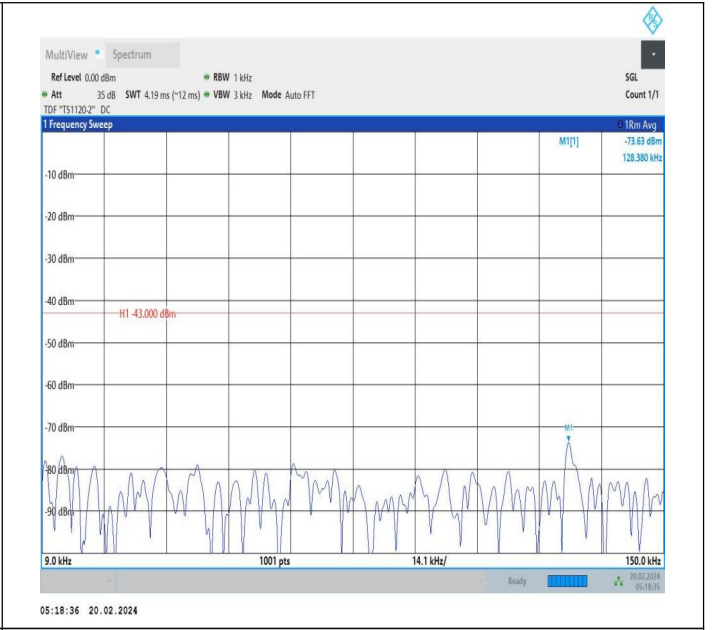 R S
MultiView Spectrum
Ref Level 0.00 dBm RBW 1 kHz SGL
Att 35 dB SWT 4.19 ms (~12 ms) VBW 3 kHz Mode Auto FFT Count 1/1
TDF "TS1120-2" DC
1 Frequency Sweep 1Rm Avg
M1[1] -73.63 dBm
128.380 kHz
-10 dBm
-20 dBm
-30 dBm
-40 dBm
H1 -43.000 dBm
-50 dBm
-60 dBm
-70 dBm
M1
-80 dBm
-90 dBm
9.0 kHz 1001 pts 14.1 kHz/ 150.0 kHz
Ready 20.02.2024
05:18:35
05:18:36 20.02.2024